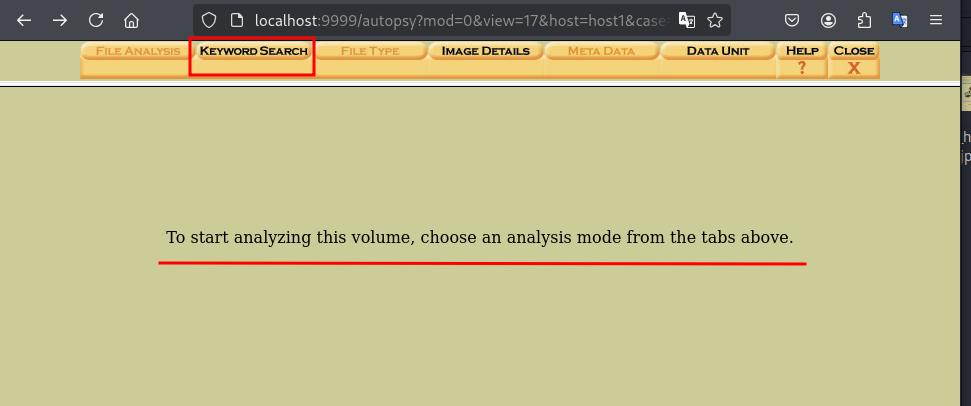 localhost:9999/autopsy?mod=0&view=17&host=host1&case
FILE ANALYSIS KEYWORD SEARCH FILE TYPE IMAGE DETAILS META DATA DATA UNIT HELP CLOSE
? X
To start analyzing this volume, choose an analysis mode from the tabs above.